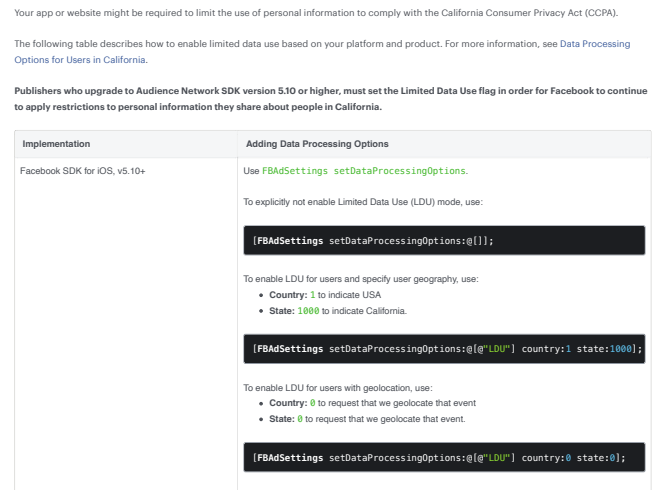 Your app or website might be required to limit the use of personal information to comply with the California Consumer Privacy Act (CCPA).
The following table describes how to enable limited data use based on your platform and product. For more information, see Data Processing
Options for Users in California.
Publishers who upgrade to Audience Network SDK version 5.10 or higher, must set the Limited Data Use flag in order for Facebook to continue
to apply restrictions to personal information they share about people in California.
Implementation
Adding Data Processing Options
Facebook SDK for iOS, v5.10+
Use FBAdSettings setDataProcessingOptions.
To explicitly not enable Limited Data Use (LDU) mode, use:
[FBAdSettings setDataProcessingOptions:@[]];
To enable LDU for users and specify user geography, use:
• Country: 1 to indicate USA
• State: 1000 to indicate California.
[FBAdSettings setDataProcessingOptions:@[@"LDU"] country:1 state:1000];
To enable LDU for users with geolocation, use:
• Country: 0 to request that we geolocate that event
• State: 0 to request that we geolocate that event.
[FBAdSettings setDataProcessingOptions:@[@"LDU"] country:0 state:0];